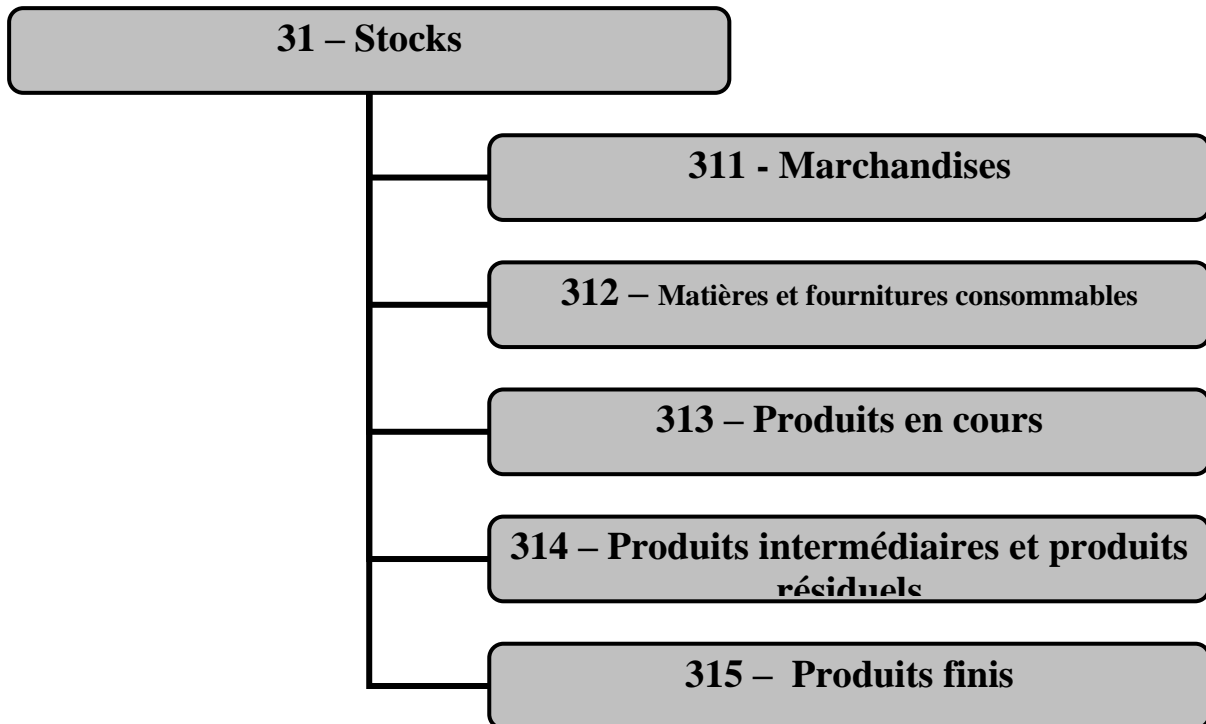 31 – Stocks
311 - Marchandises
312 – Matières et fournitures consommables
313 – Produits en cours
314 – Produits intermédiaires et produits
résiduels
315 – Produits finis